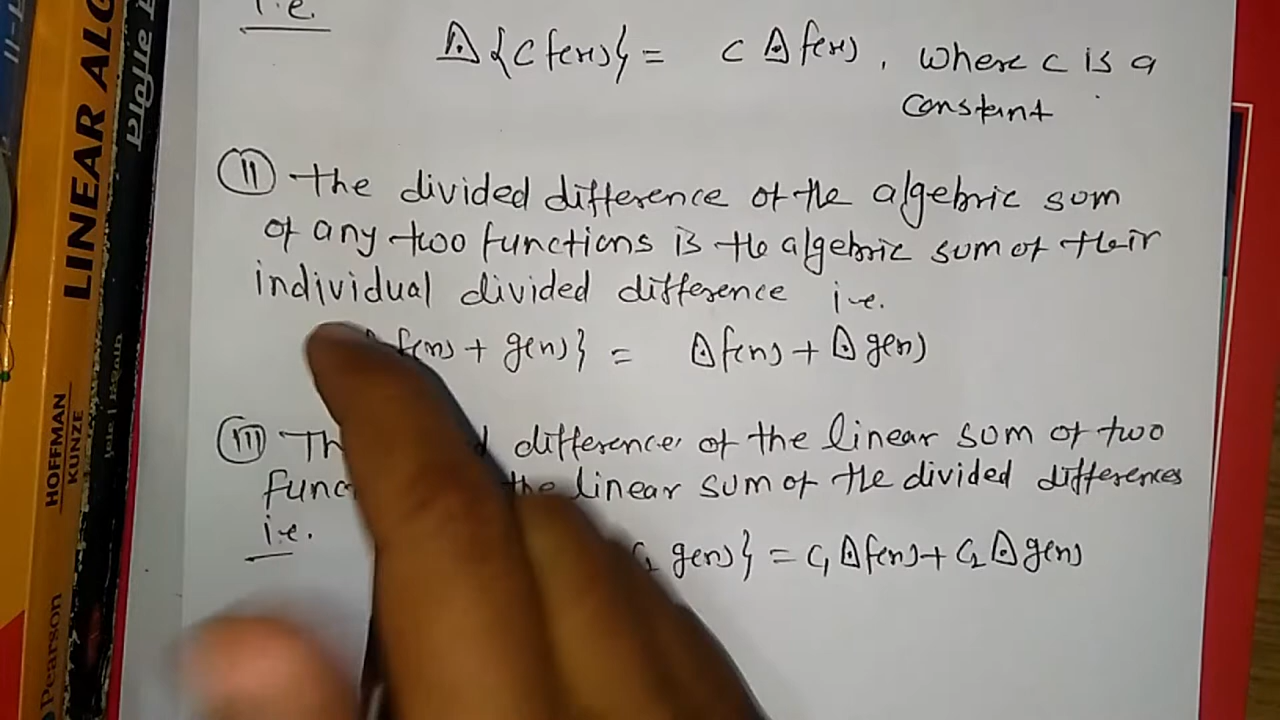 i.e.
△{c f(x)} = c △ f(x), where c is a
constant
(II) The divided difference of the algebric sum
of any two functions is the algebric sum of their
individual divided difference i.e.
f(x) + g(x)} = △ f(x) + △ g(x)
(III) difference of the linear sum of two
the linear sum of the divided differences
i.e.
g(x)} = C₁ △ f(x) + C₂ △ g(x)
LINEAR ALG
HOFFMAN
KUNZE
Pearson